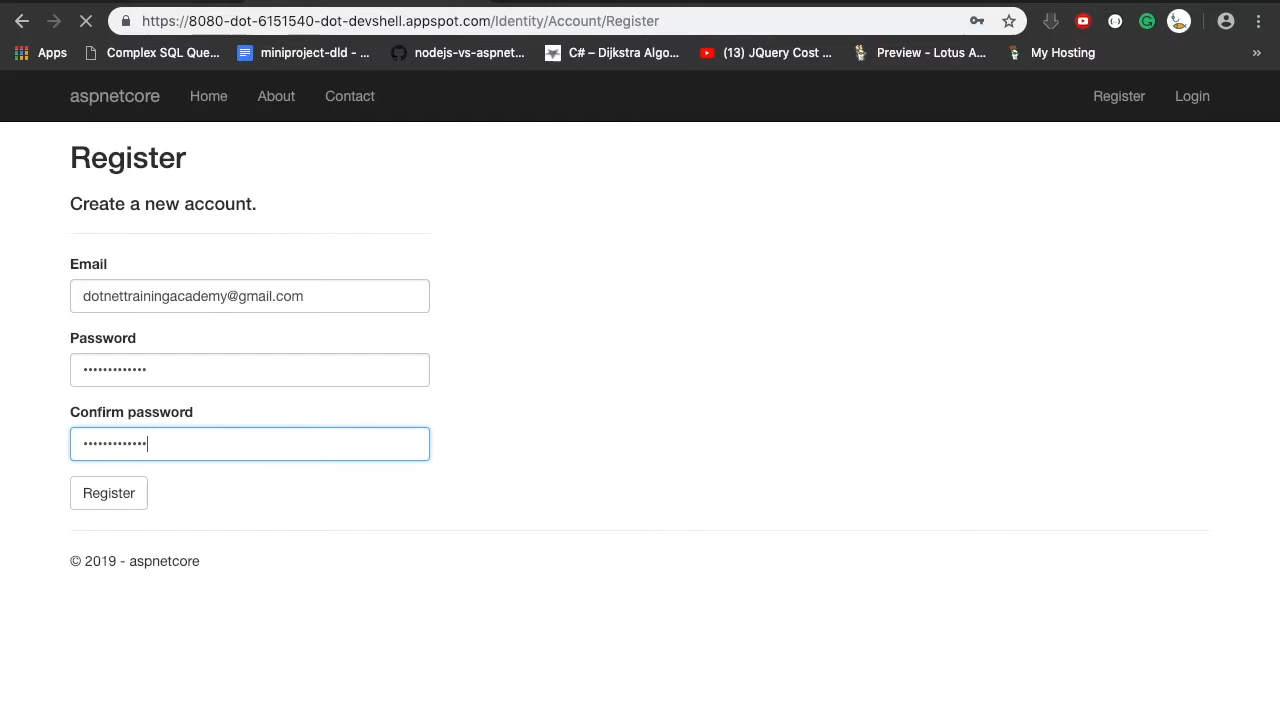 https://8080-dot-6151540-dot-devshell.appspot.com/Identity/Account/Register
Apps Complex SQL Que... miniproject-dld - ... nodejs-vs-aspnet... C# – Dijkstra Algo... (13) JQuery Cost ... Preview - Lotus A... My Hosting »
aspnetcore Home About Contact Register Login
Register
Create a new account.
Email
dotnettrainingacademy@gmail.com
Password
•••••••••••••
Confirm password
•••••••••••••
Register
© 2019 - aspnetcore